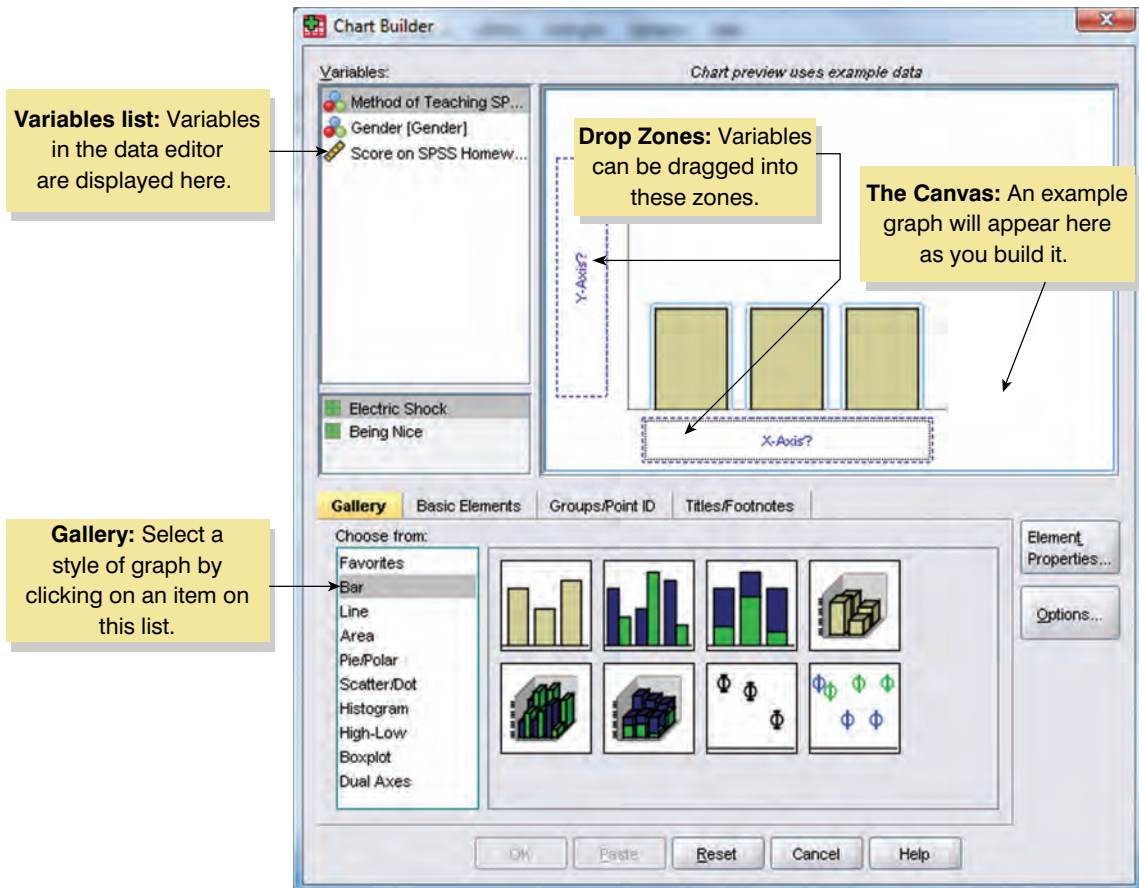 Chart Builder
Variables:
Chart preview uses example data
Method of Teaching SP...
Gender [Gender]
Score on SPSS Homew...
Variables list: Variables
in the data editor
are displayed here.
Drop Zones: Variables
can be dragged into
these zones.
The Canvas: An example
graph will appear here
as you build it.
Y-Axis?
X-Axis?
Electric Shock
Being Nice
Gallery
Basic Elements
Groups/Point ID
Titles/Footnotes
Choose from:
Favorites
Bar
Line
Area
Pie/Polar
Scatter/Dot
Histogram
High-Low
Boxplot
Dual Axes
Gallery: Select a
style of graph by
clicking on an item on
this list.
Element
Properties...
Options...
OK
Paste
Reset
Cancel
Help